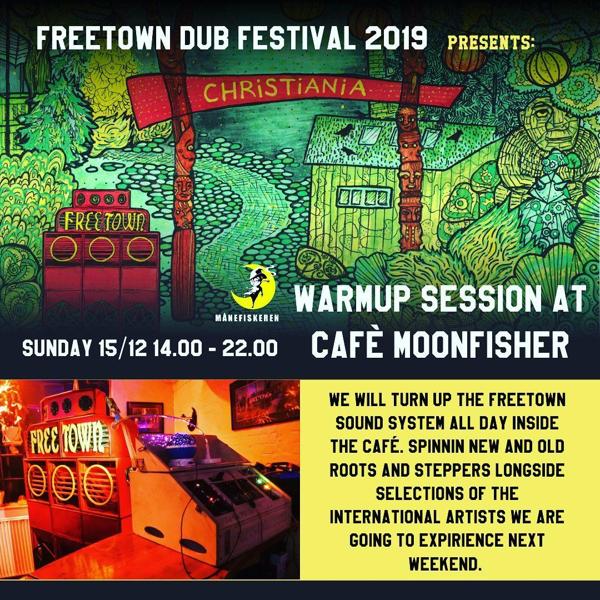 FREETOWN DUB FESTIVAL 2019 PRESENTS:
CHRiSTiANiA
FREETOWN
MÅNEFISKEREN
WARMUP SESSION AT
CAFÈ MOONFISHER
SUNDAY 15/12 14.00 - 22.00
FREE TOWN
WE WILL TURN UP THE FREETOWN
SOUND SYSTEM ALL DAY INSIDE
THE CAFÉ. SPINNIN NEW AND OLD
ROOTS AND STEPPERS LONGSIDE
SELECTIONS OF THE
INTERNATIONAL ARTISTS WE ARE
GOING TO EXPIRIENCE NEXT
WEEKEND.